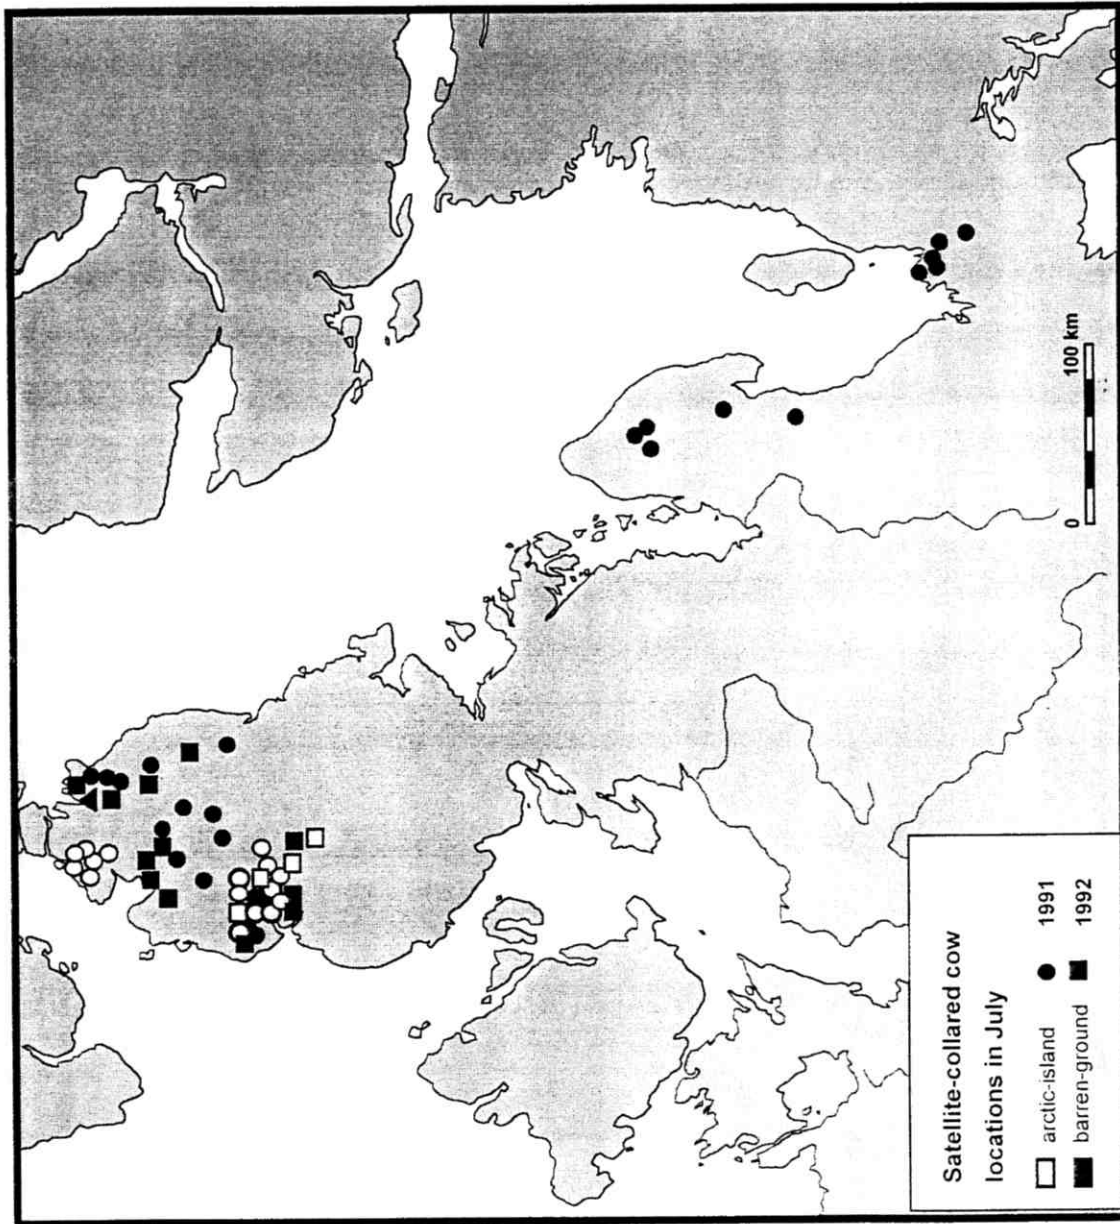 0 100 km
Satellite-collared cow
locations in July
arctic-island 1991
barren-ground 1992